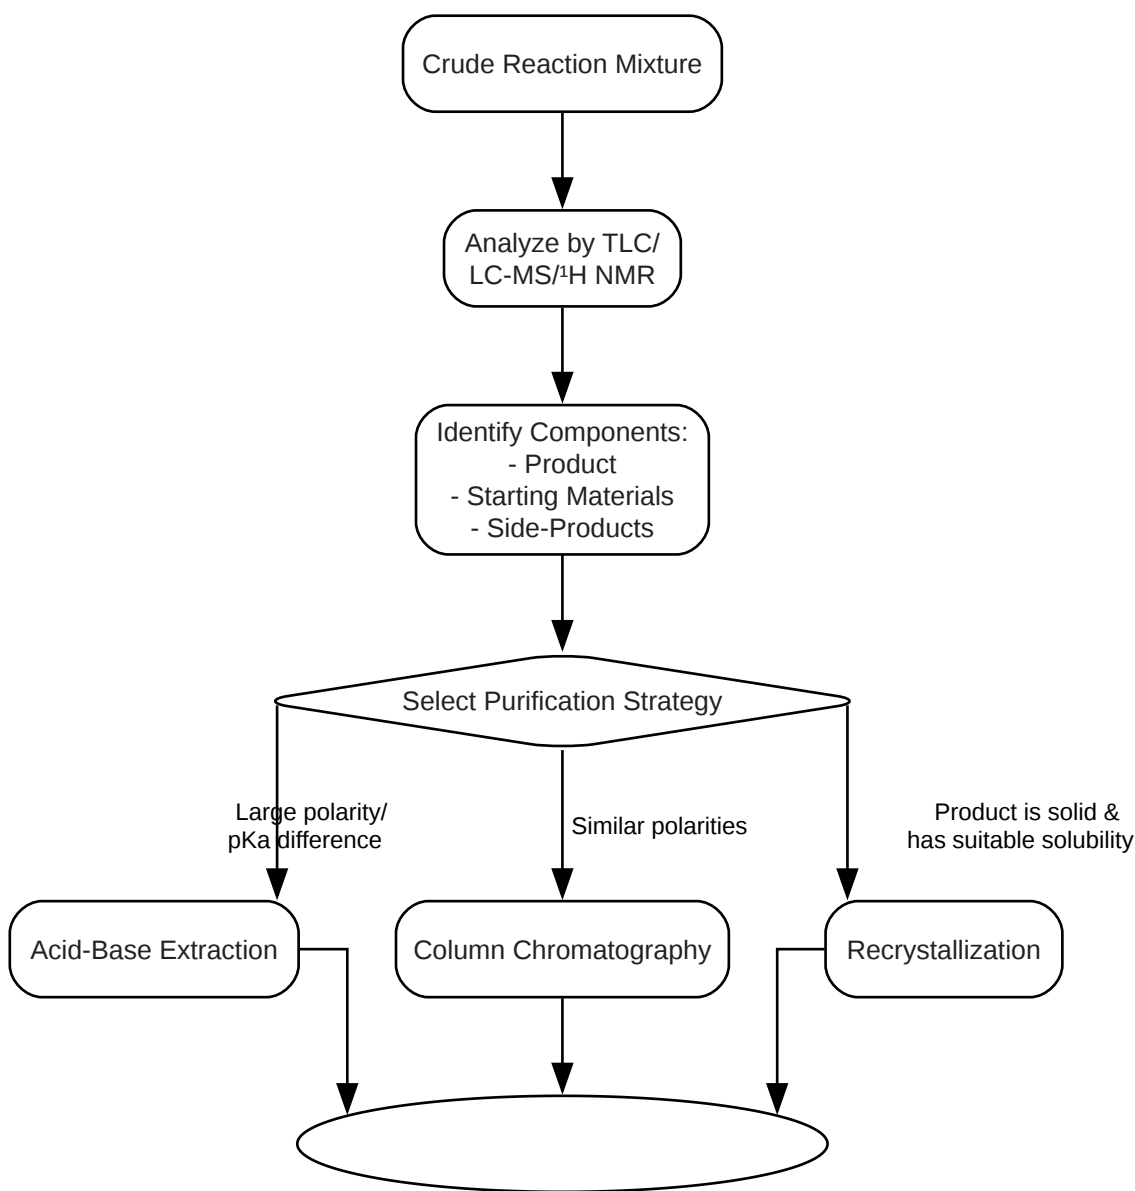 Crude Reaction Mixture
Analyze by TLC/
LC-MS/¹H NMR
Identify Components:
- Product
- Starting Materials
- Side-Products
Select Purification Strategy
Large polarity/
pKa difference
Similar polarities
Product is solid &
has suitable solubility
Acid-Base Extraction
Column Chromatography
Recrystallization